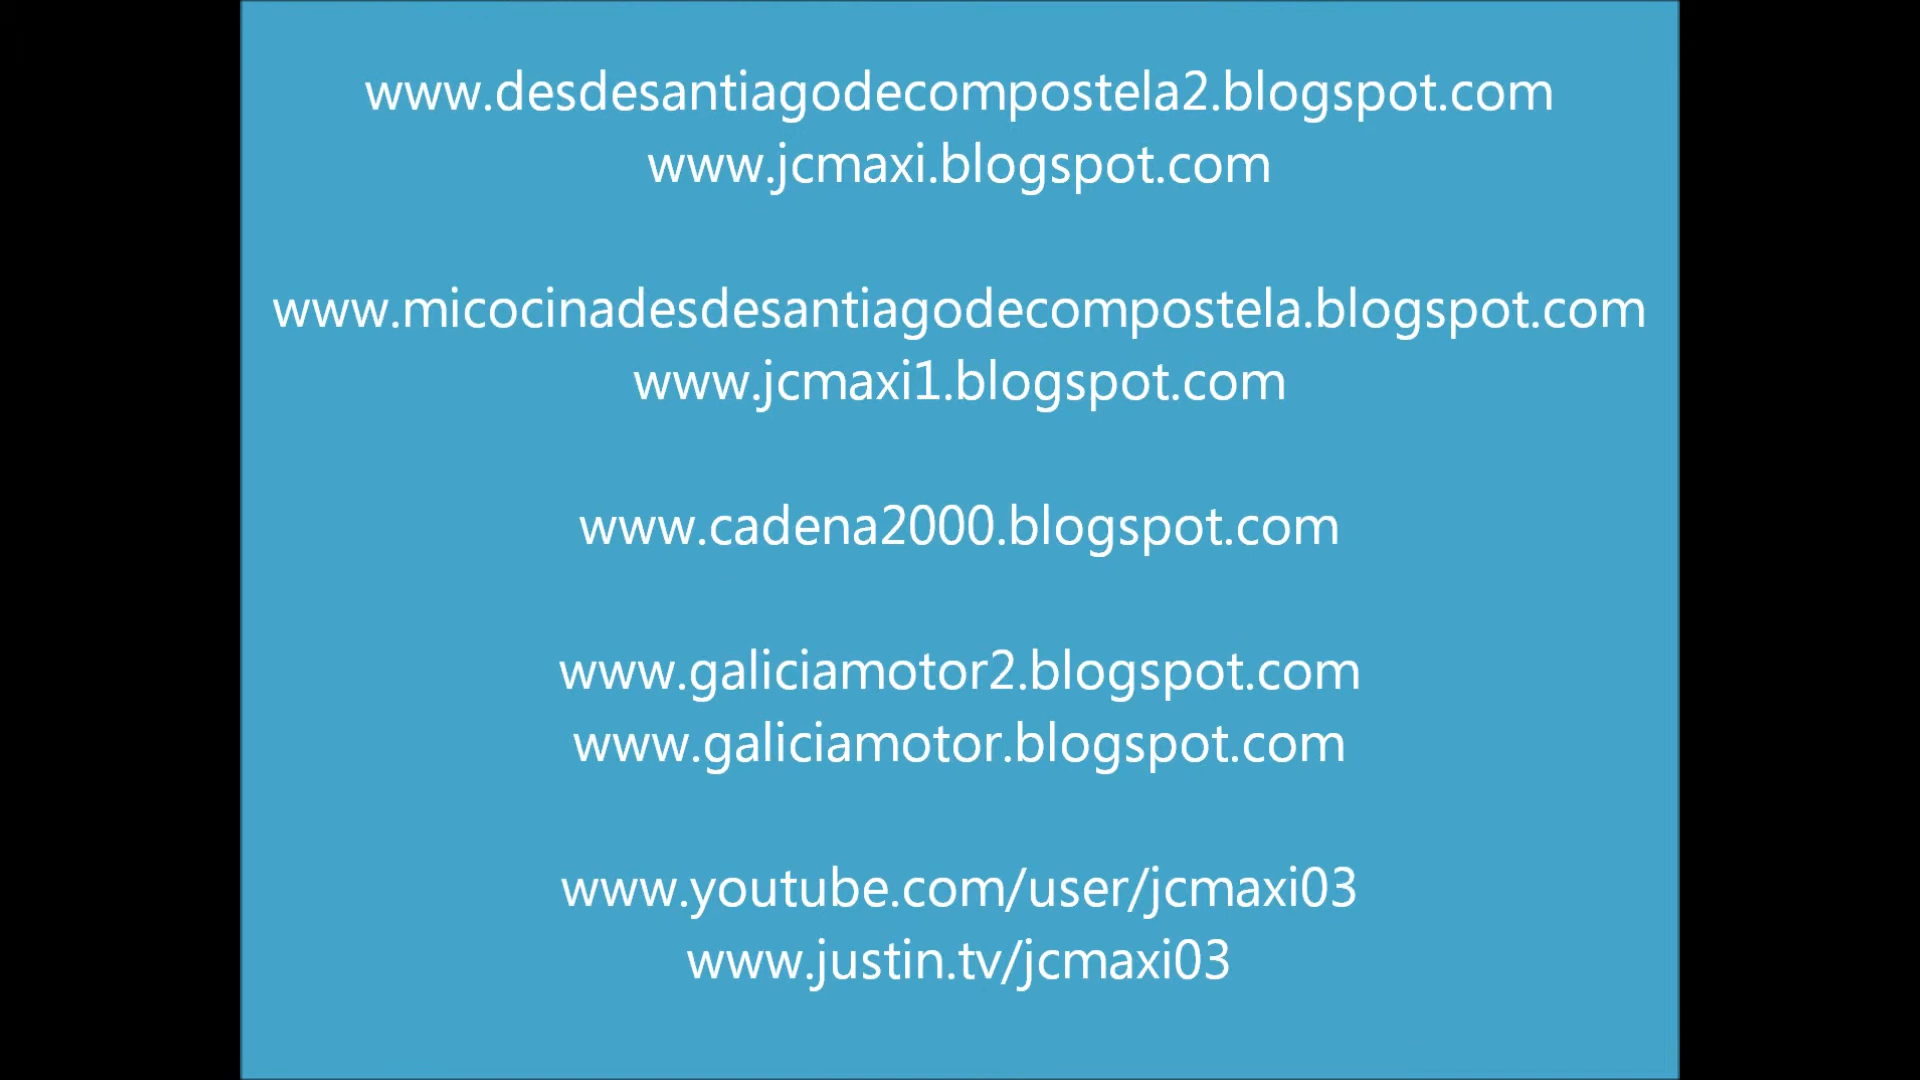 www.desdesantiagodecompostela2.blogspot.com
www.jcmaxi.blogspot.com
www.micocinadesdesantiagodecompostela.blogspot.com
www.jcmaxi1.blogspot.com
www.cadena2000.blogspot.com
www.galiciamotor2.blogspot.com
www.galiciamotor.blogspot.com
www.youtube.com/user/jcmaxi03
www.justin.tv/jcmaxi03